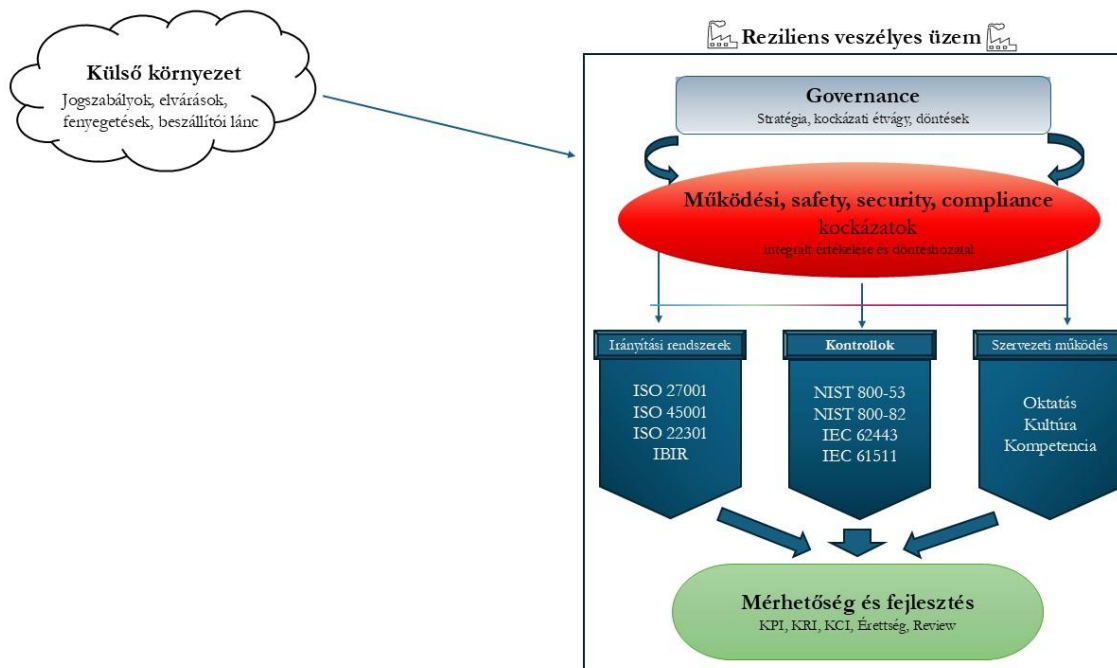 Reziliens veszélyes üzem
Külső környezet
Jogszabályok, elvárások,
fenyegetések, beszállítói lánc
Governance
Stratégia, kockázati étvágy, döntések
Működési, safety, security, compliance
kockázatok
integrált értékelése és döntéshozatal
Irányítási rendszerek
ISO 27001
ISO 45001
ISO 22301
IBIR
Kontrollok
NIST 800-53
NIST 800-82
IEC 62443
IEC 61511
Szervezeti működés
Oktatás
Kultúra
Kompetencia
Mérhetőség és fejlesztés
KPI, KRI, KCI, Érettség, Review